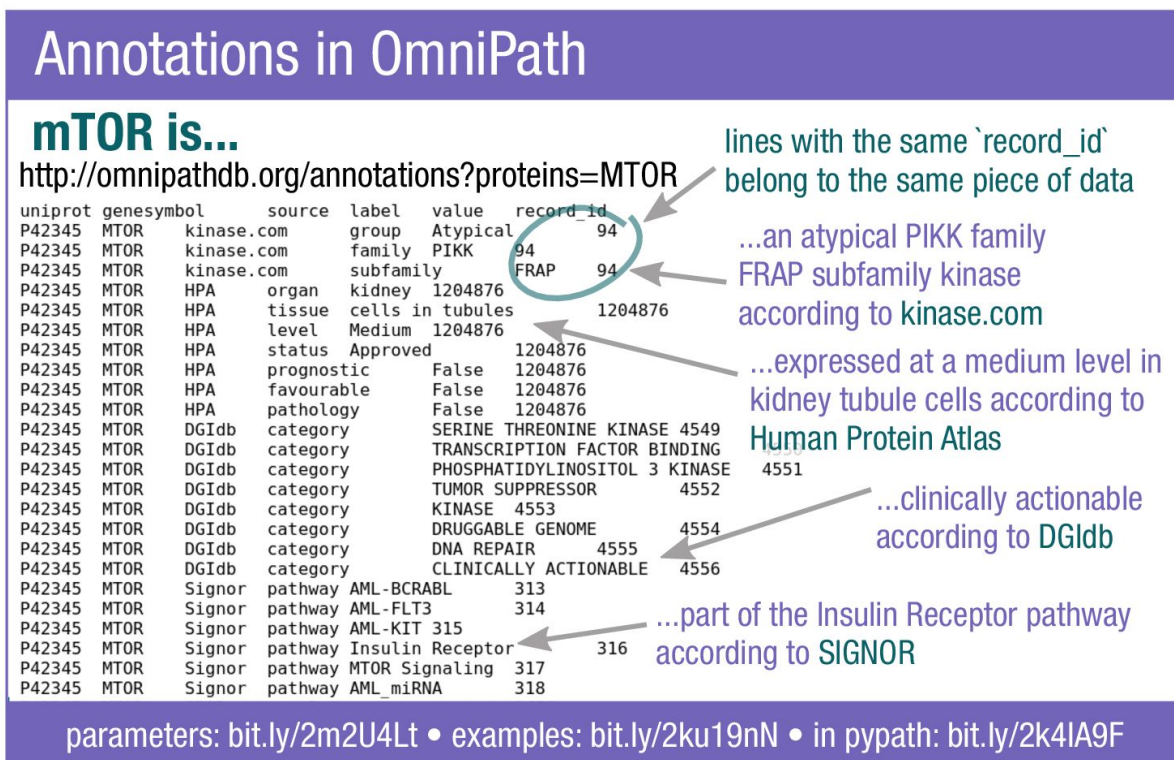 Annotations in OmniPath
mTOR is...
http://omnipathdb.org/annotations?proteins=MTOR
uniprot genesymbol source label value record_id
P42345 MTOR kinase.com group Atypical 94
P42345 MTOR kinase.com family PIKK 94
P42345 MTOR kinase.com subfamily FRAP 94
P42345 MTOR HPA organ kidney 1204876
P42345 MTOR HPA tissue cells in tubules 1204876
P42345 MTOR HPA level Medium 1204876
P42345 MTOR HPA status Approved 1204876
P42345 MTOR HPA prognostic False 1204876
P42345 MTOR HPA favourable False 1204876
P42345 MTOR HPA pathology False 1204876
P42345 MTOR DGIdb category SERINE THREONINE KINASE 4549
P42345 MTOR DGIdb category TRANSCRIPTION FACTOR BINDING 4550
P42345 MTOR DGIdb category PHOSPHATIDYLINOSITOL 3 KINASE 4551
P42345 MTOR DGIdb category TUMOR SUPPRESSOR 4552
P42345 MTOR DGIdb category KINASE 4553
P42345 MTOR DGIdb category DRUGGABLE GENOME 4554
P42345 MTOR DGIdb category DNA REPAIR 4555
P42345 MTOR DGIdb category CLINICALLY ACTIONABLE 4556
P42345 MTOR Signor pathway AML-BCRABL 313
P42345 MTOR Signor pathway AML-FLT3 314
P42345 MTOR Signor pathway AML-KIT 315
P42345 MTOR Signor pathway Insulin Receptor 316
P42345 MTOR Signor pathway MTOR Signaling 317
P42345 MTOR Signor pathway AML_miRNA 318
lines with the same `record_id`
belong to the same piece of data
...an atypical PIKK family
FRAP subfamily kinase
according to kinase.com
...expressed at a medium level in
kidney tubule cells according to
Human Protein Atlas
...clinically actionable
according to DGIdb
...part of the Insulin Receptor pathway
according to SIGNOR
parameters: bit.ly/2m2U4Lt • examples: bit.ly/2ku19nN • in pypath: bit.ly/2k4lA9F